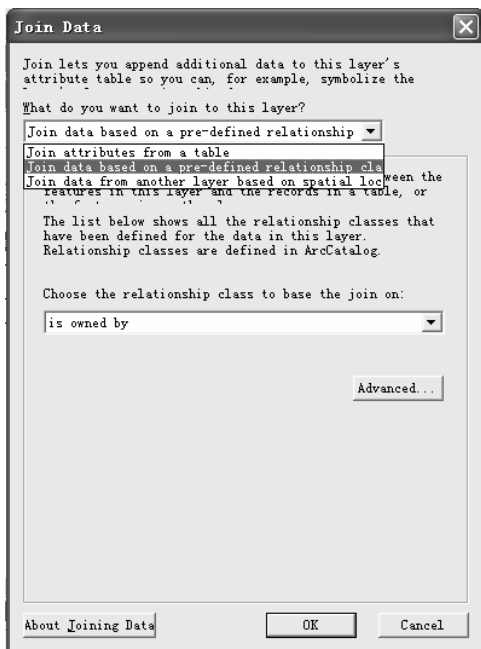 Join Data
Join lets you append additional data to this layer's
attribute table so you can, for example, symbolize the
What do you want to join to this layer?
Join data based on a pre-defined relationship
Join attributes from a table
Join data based on a pre-defined relationship cla
Join data from another layer based on spatial loc
ween the
features in this layer and the records in a table, or
The list below shows all the relationship classes that
have been defined for the data in this layer.
Relationship classes are defined in ArcCatalog.
Choose the relationship class to base the join on:
is owned by
Advanced...
About Joining Data
OK
Cancel